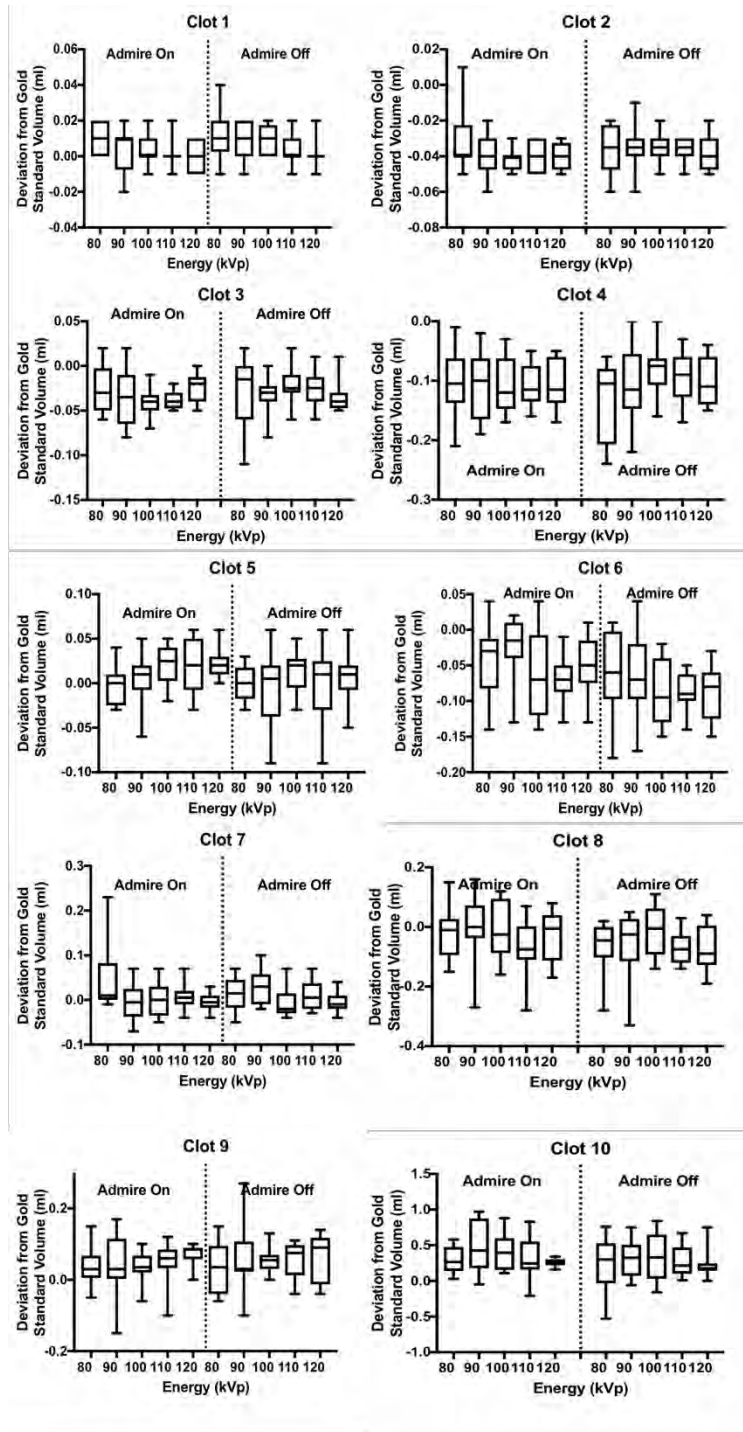 Clot 1
Deviation from Gold
Standard Volume (ml)
0.06
0.04
0.02
0.00
-0.02
-0.04
Admire On
Admire Off
80 90 100 110 120 80 90 100 110 120
Energy (kVp)
Clot 2
Deviation from Gold
Standard Volume (ml)
0.02
0.00
-0.02
-0.04
-0.06
-0.08
Admire On
Admire Off
80 90 100 110 120 80 90 100 110 120
Energy (kVp)
Clot 3
Deviation from Gold
Standard Volume (ml)
0.05
0.00
-0.05
-0.10
-0.15
Admire On
Admire Off
80 90 100 110 120 80 90 100 110 120
Energy (kVp)
Clot 4
Deviation from Gold
Standard Volume (ml)
0.0
-0.1
-0.2
-0.3
Admire On
Admire Off
80 90 100 110 120 80 90 100 110 120
Energy (kVp)
Clot 5
Deviation from Gold
Standard Volume (ml)
0.10
0.05
0.00
-0.05
-0.10
Admire On
Admire Off
80 90 100 110 120 80 90 100 110 120
Energy (kVp)
Clot 6
Deviation from Gold
Standard Volume (ml)
0.05
0.00
-0.05
-0.10
-0.15
-0.20
Admire On
Admire Off
80 90 100 110 120 80 90 100 110 120
Energy (kVp)
Clot 7
Deviation from Gold
Standard Volume (ml)
0.3
0.2
0.1
0.0
-0.1
Admire On
Admire Off
80 90 100 110 120 80 90 100 110 120
Energy (kVp)
Clot 8
Deviation from Gold
Standard Volume (ml)
0.2
0.0
-0.2
-0.4
Admire On
Admire Off
80 90 100 110 120 80 90 100 110 120
Energy (kVp)
Clot 9
Deviation from Gold
Standard Volume (ml)
0.2
0.0
-0.2
Admire On
Admire Off
80 90 100 110 120 80 90 100 110 120
Energy (kVp)
Clot 10
Deviation from Gold
Standard Volume (ml)
1.5
1.0
0.5
0.0
-0.5
-1.0
Admire On
Admire Off
80 90 100 110 120 80 90 100 110 120
Energy (kVp)